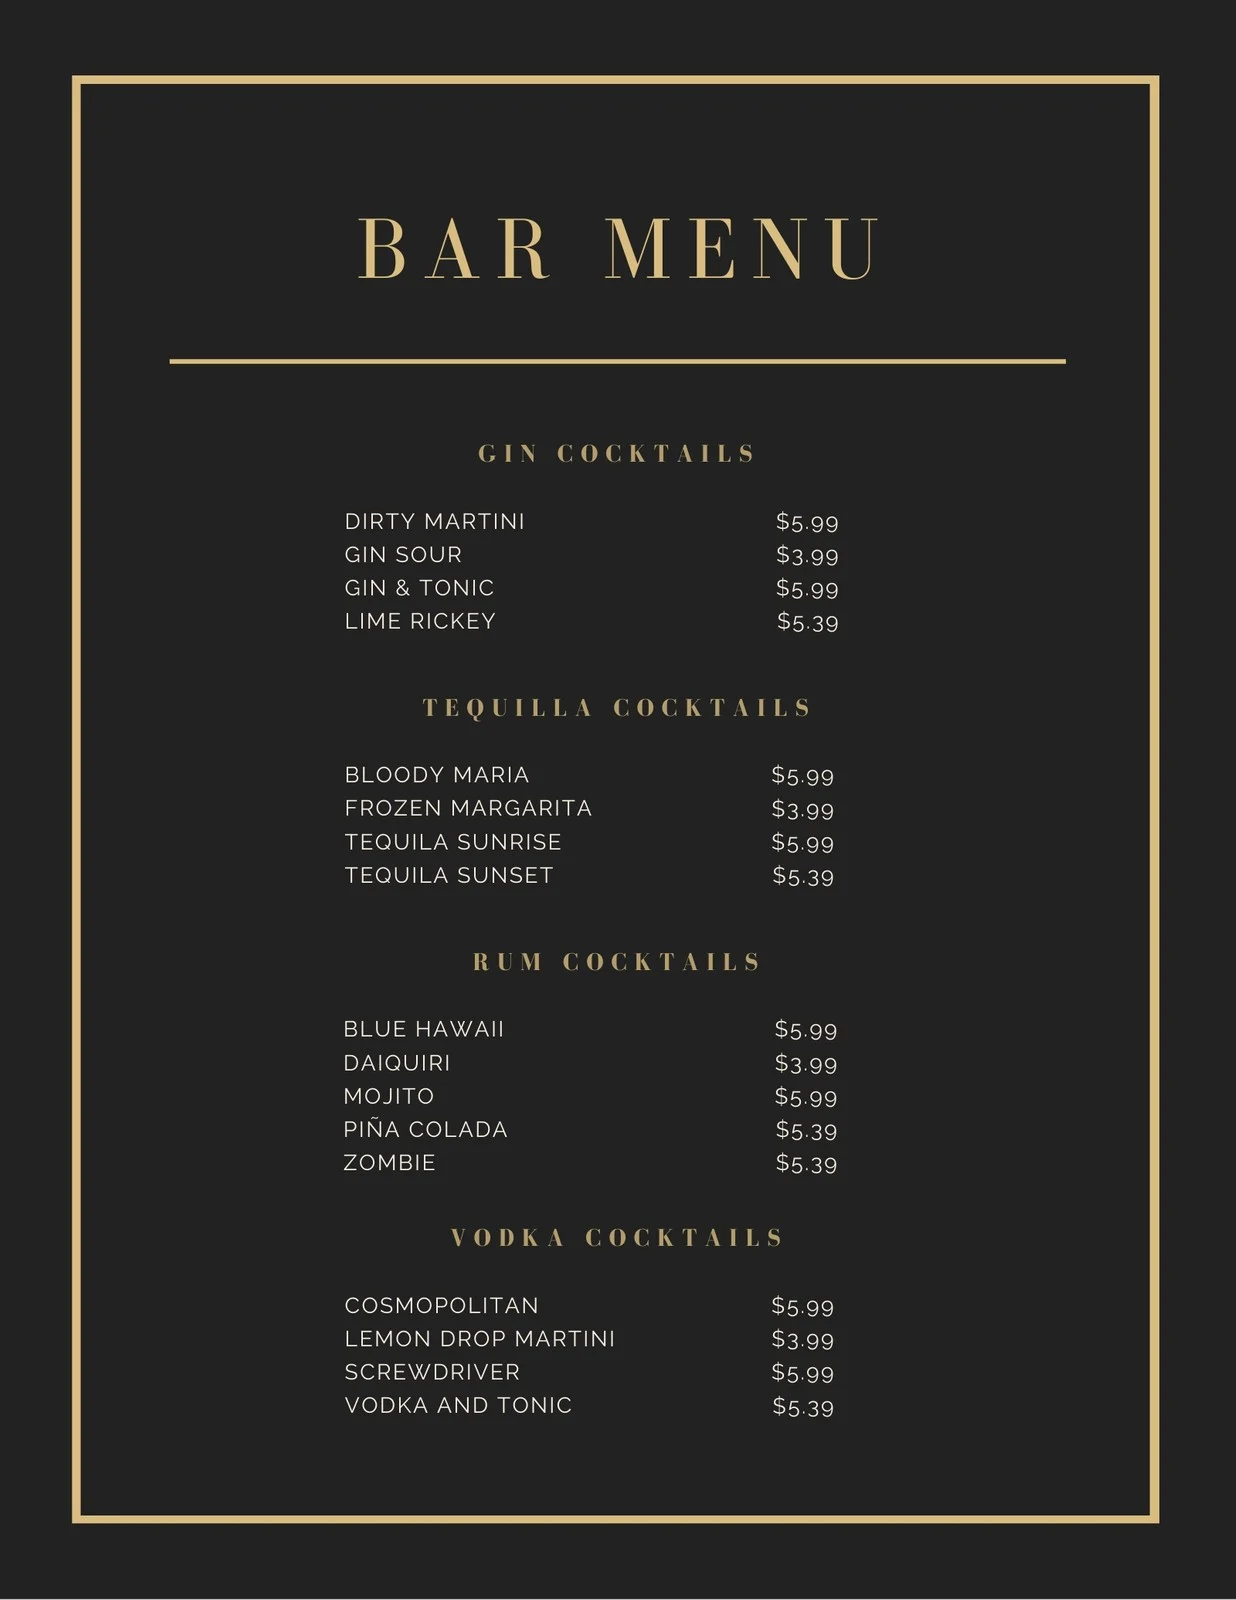 BAR MENU
GIN COCKTAILS
DIRTY MARTINI $5.99
GIN SOUR $3.99
GIN & TONIC $5.99
LIME RICKEY $5.39
TEQUILLA COCKTAILS
BLOODY MARIA $5.99
FROZEN MARGARITA $3.99
TEQUILA SUNRISE $5.99
TEQUILA SUNSET $5.39
RUM COCKTAILS
BLUE HAWAII $5.99
DAIQUIRI $3.99
MOJITO $5.99
PIÑA COLADA $5.39
ZOMBIE $5.39
VODKA COCKTAILS
COSMOPOLITAN $5.99
LEMON DROP MARTINI $3.99
SCREWDRIVER $5.99
VODKA AND TONIC $5.39